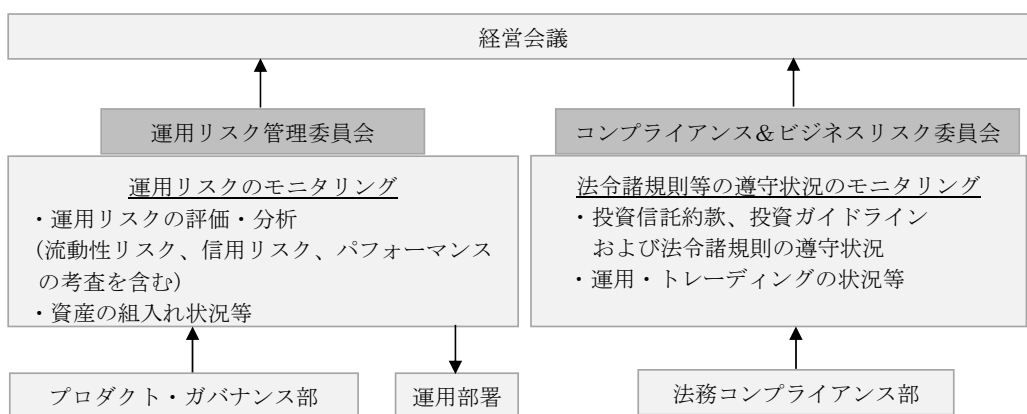 経営会議
運用リスク管理委員会
運用リスクのモニタリング
・運用リスクの評価・分析
(流動性リスク、信用リスク、パフォーマンス
の考査を含む)
・資産の組入れ状況等
プロダクト・ガバナンス部
運用部署
コンプライアンス&ビジネスリスク委員会
法令諸規則等の遵守状況のモニタリング
・投資信託約款、投資ガイドライン
および法令諸規則の遵守状況
・運用・トレーディングの状況等
法務コンプライアンス部